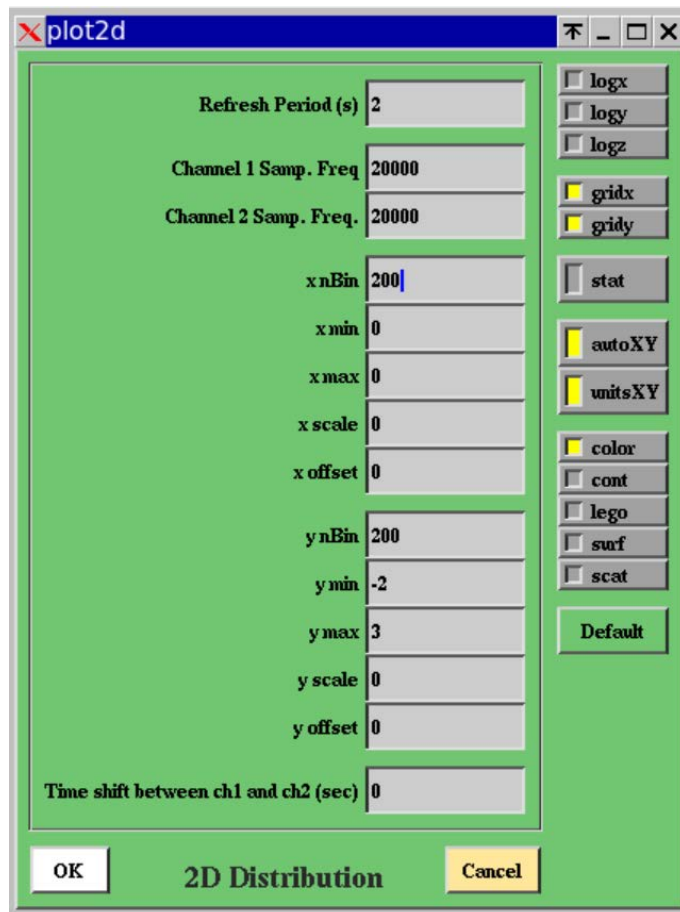 plot2d
Refresh Period (s) 2
Channel 1 Samp. Freq 20000
Channel 2 Samp. Freq. 20000
x nBin 200
x min 0
x max 0
x scale 0
x offset 0
y nBin 200
y min -2
y max 3
y scale 0
y offset 0
Time shift between ch1 and ch2 (sec) 0
logx
logy
logz
gridx
gridy
stat
autoXY
unitsXY
color
cont
lego
surf
scat
Default
OK
2D Distribution
Cancel